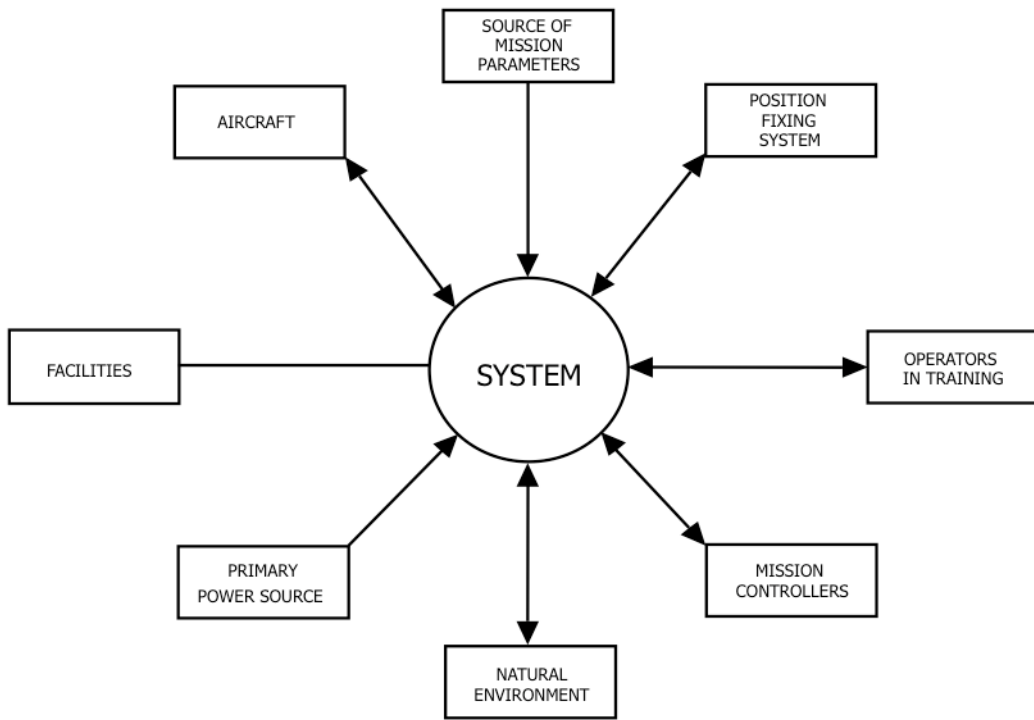 SOURCE OF
MISSION
PARAMETERS
AIRCRAFT
POSITION
FIXING
SYSTEM
FACILITIES
SYSTEM
OPERATORS
IN TRAINING
PRIMARY
POWER SOURCE
MISSION
CONTROLLERS
NATURAL
ENVIRONMENT